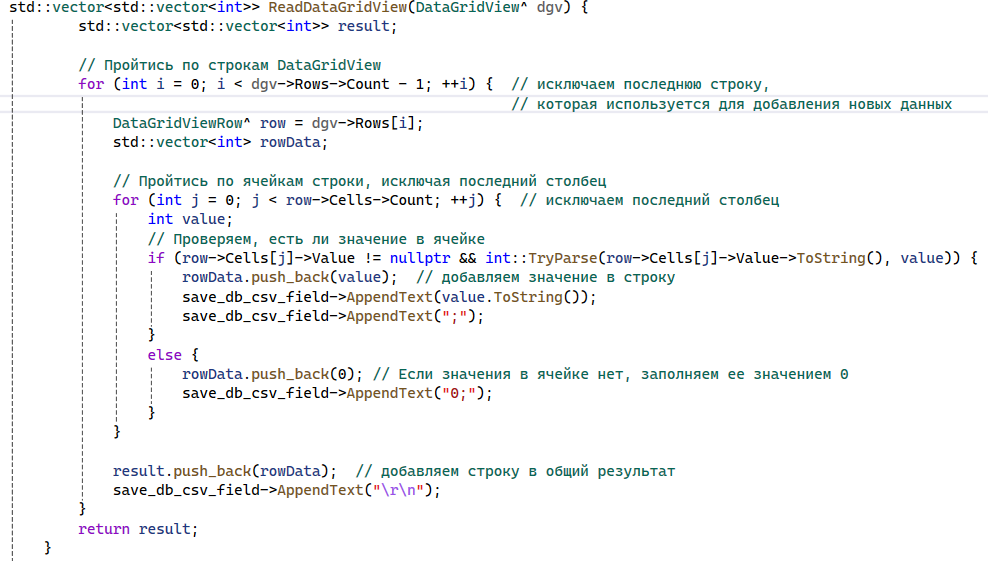 std::vector<std::vector<int>> ReadDataGridView(DataGridView^ dgv) {
std::vector<std::vector<int>> result;
// Пройтись по строкам DataGridView
for (int i = 0; i < dgv->Rows->Count - 1; ++i) {  // исключаем последнюю строку,
// которая используется для добавления новых данных
DataGridViewRow^ row = dgv->Rows[i];
std::vector<int> rowData;
// Пройтись по ячейкам строки, исключая последний столбец
for (int j = 0; j < row->Cells->Count; ++j) {  // исключаем последний столбец
int value;
// Проверяем, есть ли значение в ячейке
if (row->Cells[j]->Value != nullptr && int::TryParse(row->Cells[j]->Value->ToString(), value)) {
rowData.push_back(value);  // добавляем значение в строку
save_db_csv_field->AppendText(value.ToString());
save_db_csv_field->AppendText(";");
}
else {
rowData.push_back(0); // Если значения в ячейке нет, заполняем ее значением 0
save_db_csv_field->AppendText("0;");
}
}
result.push_back(rowData);  // добавляем строку в общий результат
save_db_csv_field->AppendText("\r\n");
}
return result;
}